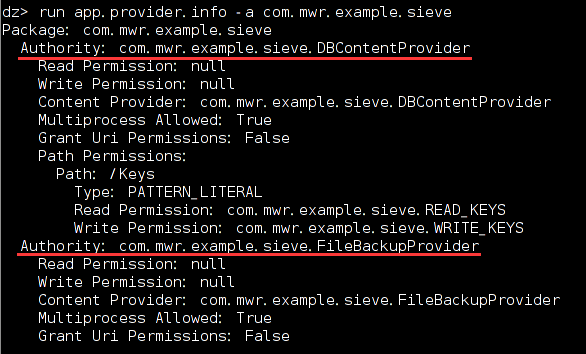 dz> run app.provider.info -a com.mwr.example.sieve
Package: com.mwr.example.sieve
Authority: com.mwr.example.sieve.DBContentProvider
Read Permission: null
Write Permission: null
Content Provider: com.mwr.example.sieve.DBContentProvider
Multiprocess Allowed: True
Grant Uri Permissions: False
Path Permissions:
Path: /Keys
Type: PATTERN_LITERAL
Read Permission: com.mwr.example.sieve.READ_KEYS
Write Permission: com.mwr.example.sieve.WRITE_KEYS
Authority: com.mwr.example.sieve.FileBackupProvider
Read Permission: null
Write Permission: null
Content Provider: com.mwr.example.sieve.FileBackupProvider
Multiprocess Allowed: True
Grant Uri Permissions: False